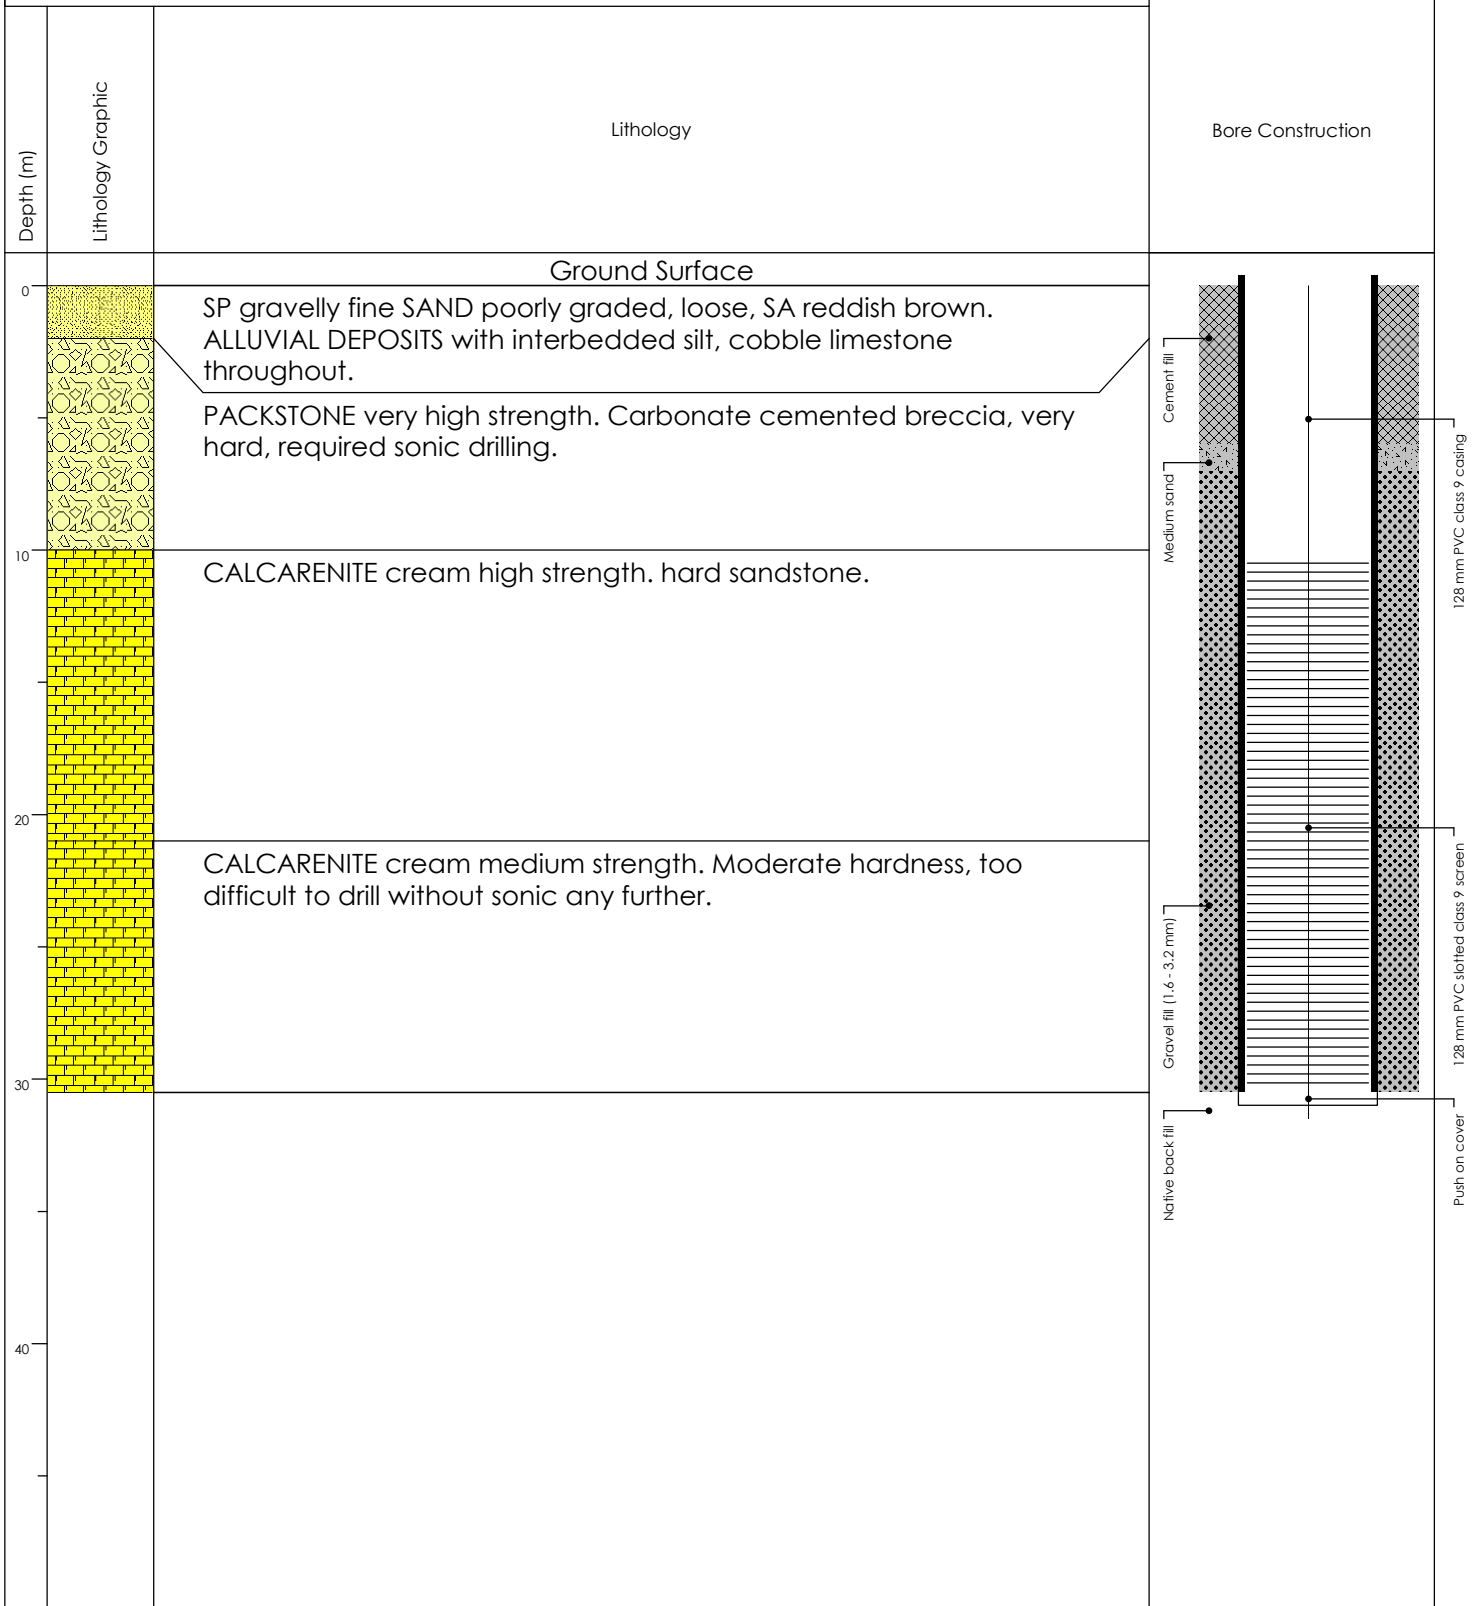 Depth (m)
Lithology Graphic
Lithology
Bore Construction
Ground Surface
0
SP gravelly fine SAND poorly graded, loose, SA reddish brown.
ALLUVIAL DEPOSITS with interbedded silt, cobble limestone
throughout.
PACKSTONE very high strength. Carbonate cemented breccia, very
hard, required sonic drilling.
10
CALCARENITE cream high strength. hard sandstone.
20
CALCARENITE cream medium strength. Moderate hardness, too
difficult to drill without sonic any further.
30
40
Cement fill
Medium sand
Gravel fill (1.6 - 3.2 mm)
Native back fill
128 mm PVC class 9 casing
128 mm PVC slotted class 9 screen
Push on cover